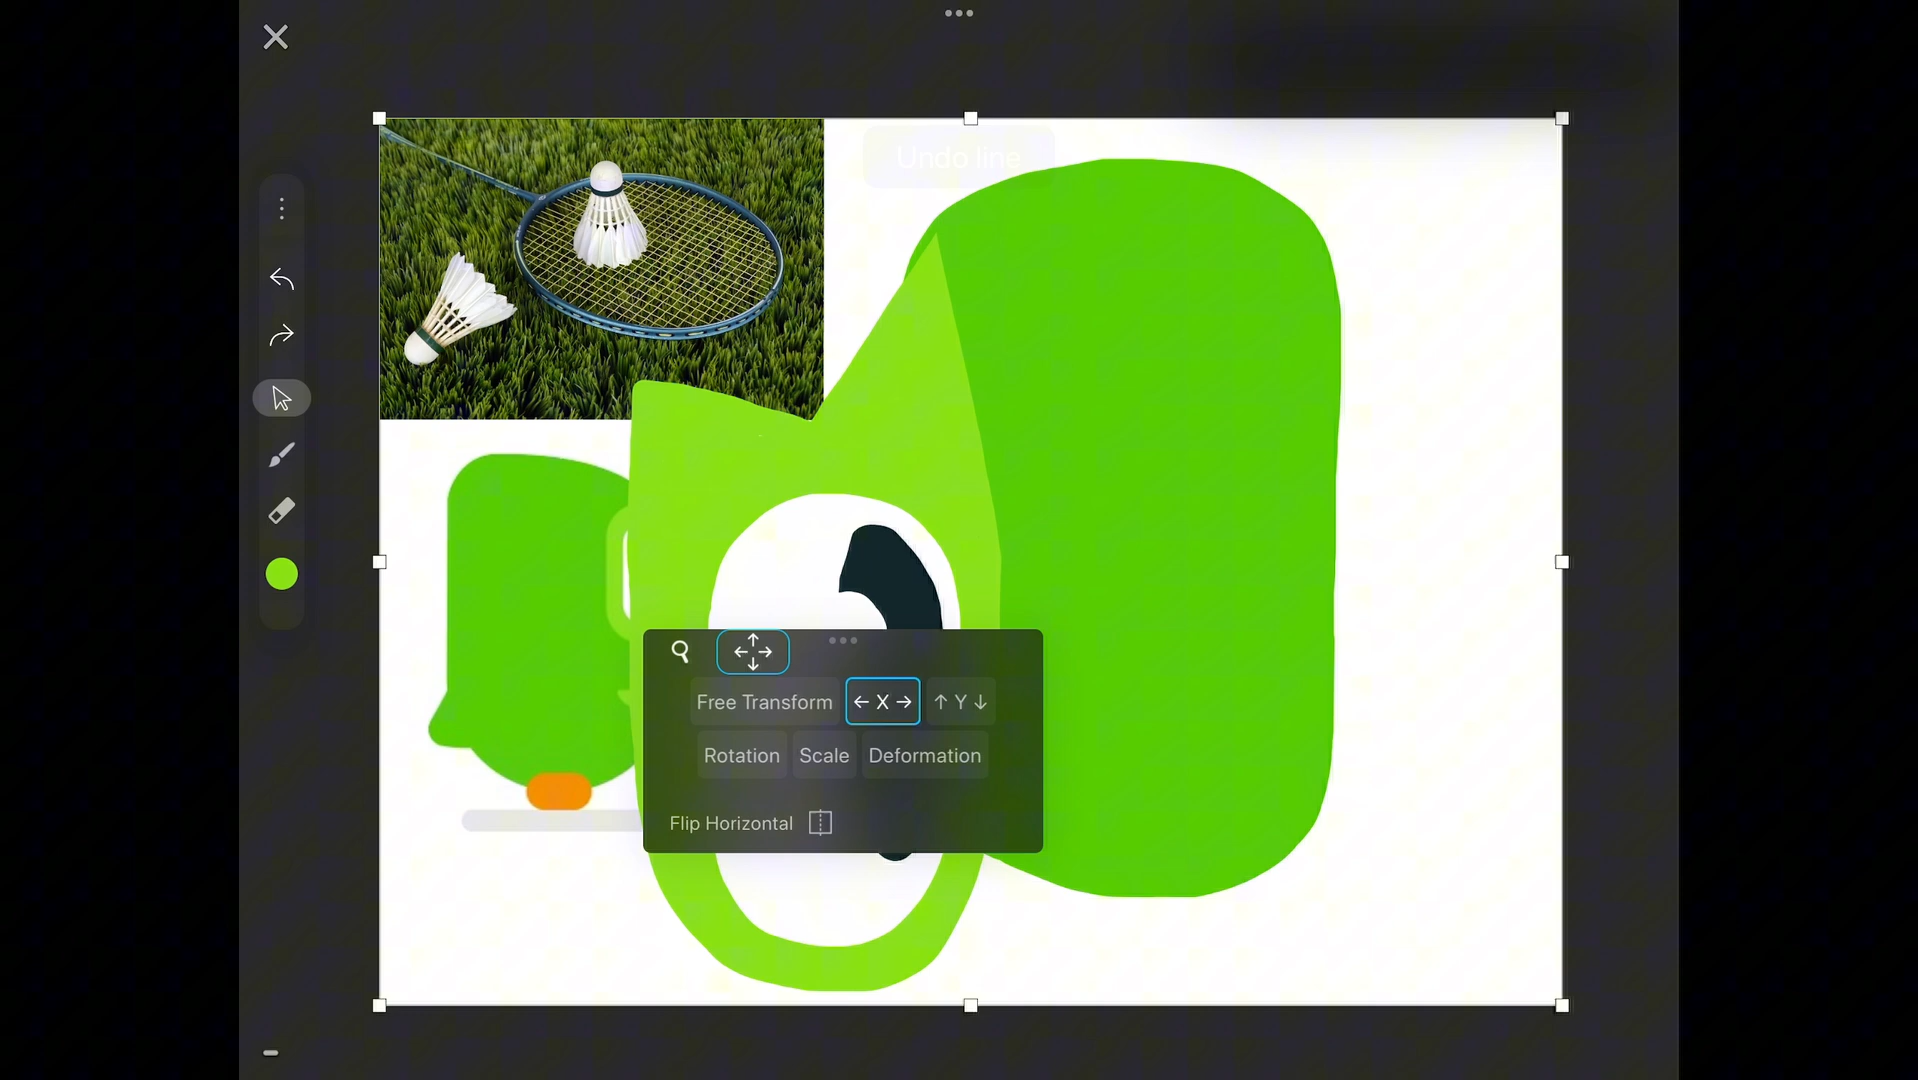 Undo line
Free Transform ← X → ↑ Y ↓
Rotation Scale Deformation
Flip Horizontal